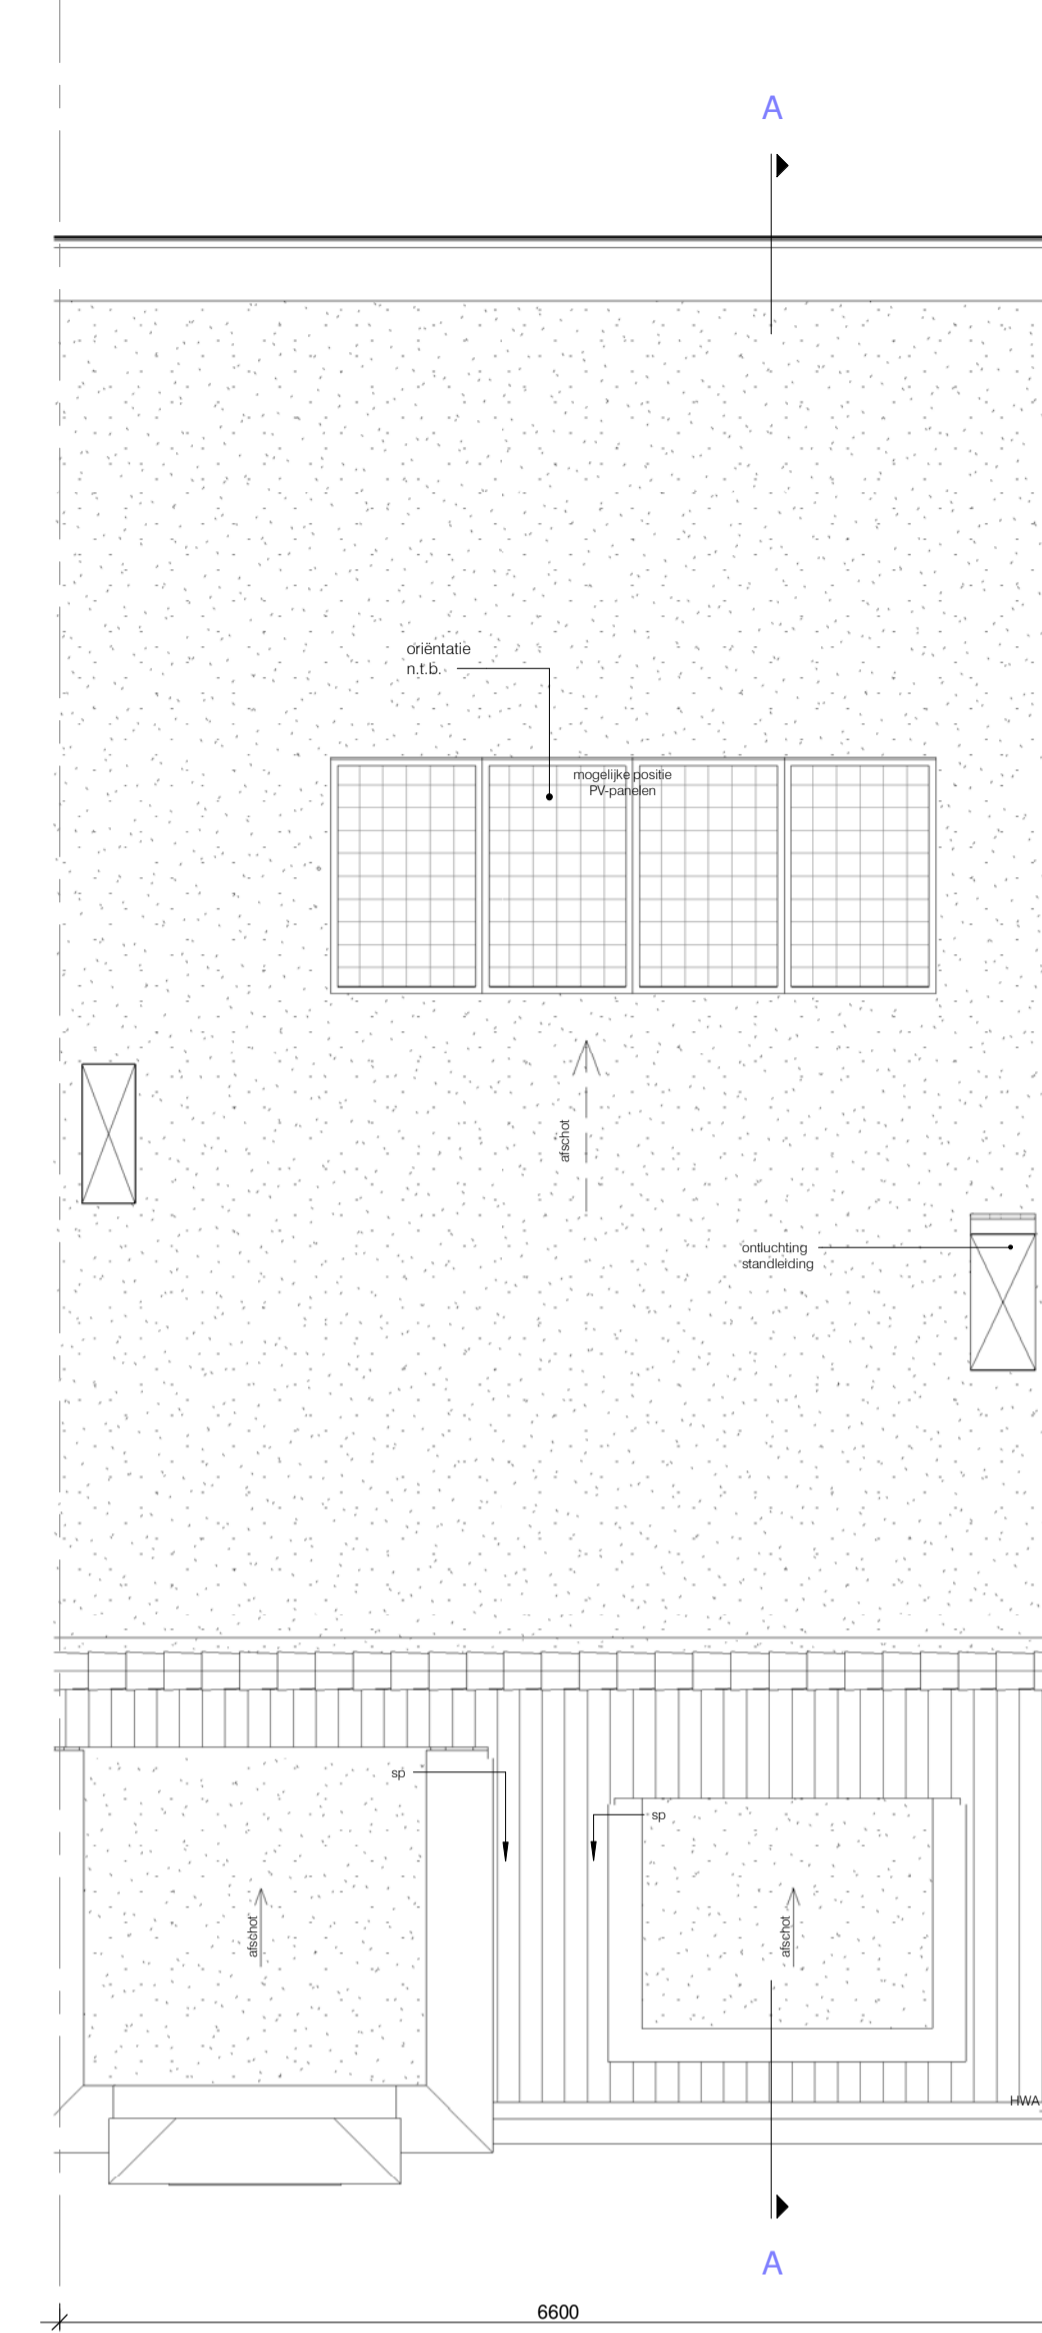 A
oriëntatie
n.t.b.
mogelijke positie
PV-panelen
afschot
ontluchting
standleiding
sp
sp
afschot
afschot
HWA
A
6600